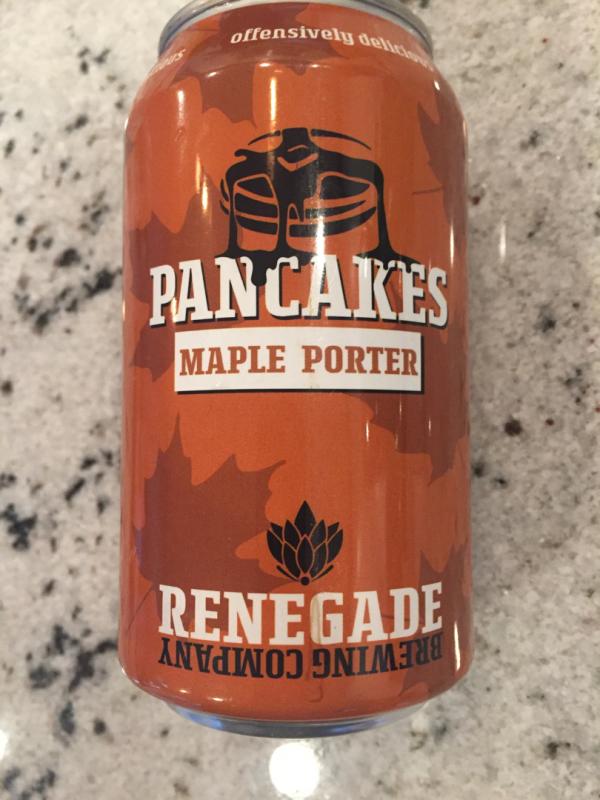 offensively delicious
PANCAKES
MAPLE PORTER
RENEGADE
BREWING COMPANY